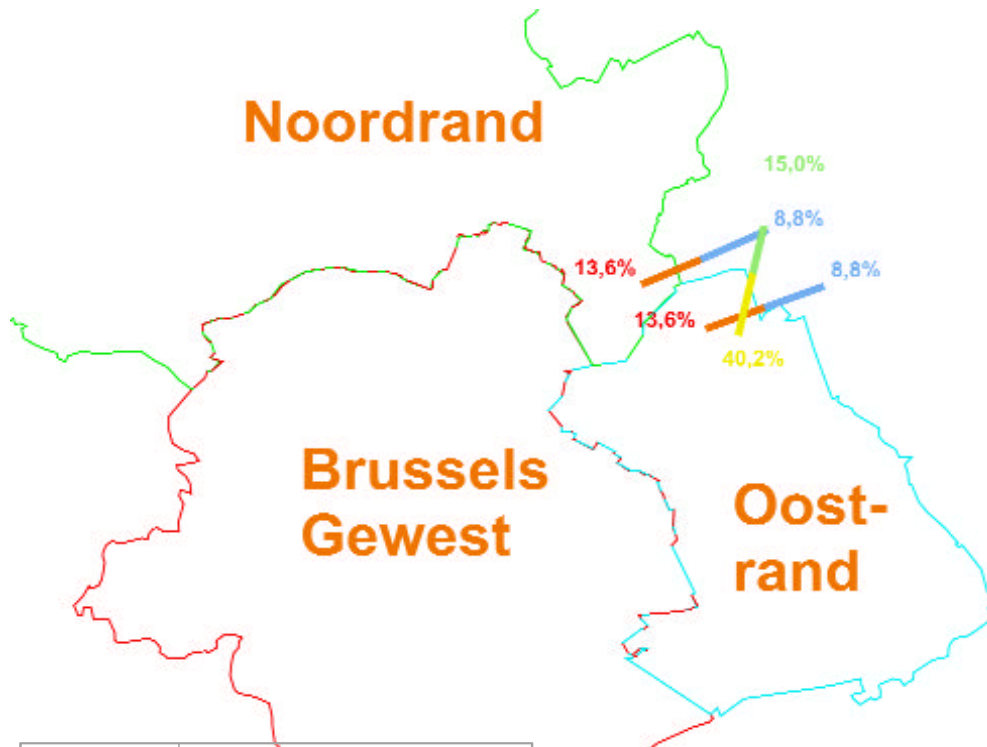 Noordrand
15,0%
8,8%
13,6%
8,8%
13,6%
40,2%
Brussels
Gewest
Oost-
rand